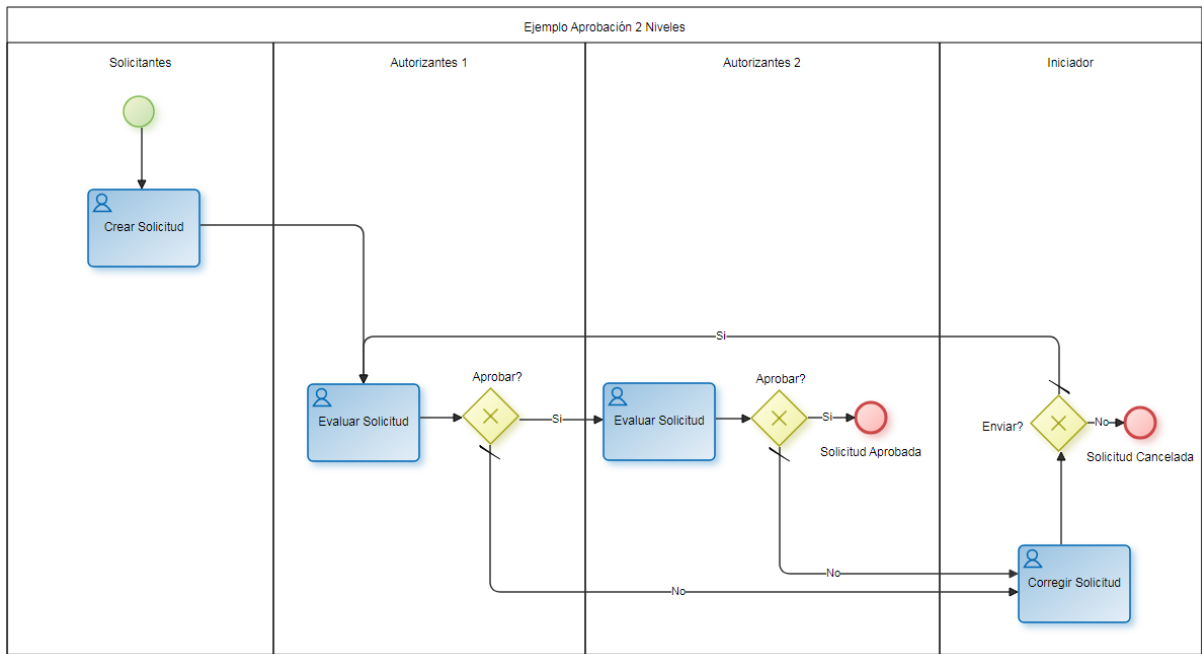 Ejemplo Aprobación 2 Niveles
Solicitantes
Autorizantes 1
Autorizantes 2
Iniciador
Crear Solicitud
Si
Aprobar?
Aprobar?
Evaluar Solicitud
Si
Evaluar Solicitud
Si
Solicitud Aprobada
Enviar?
No
Solicitud Cancelada
No
No
Corregir Solicitud